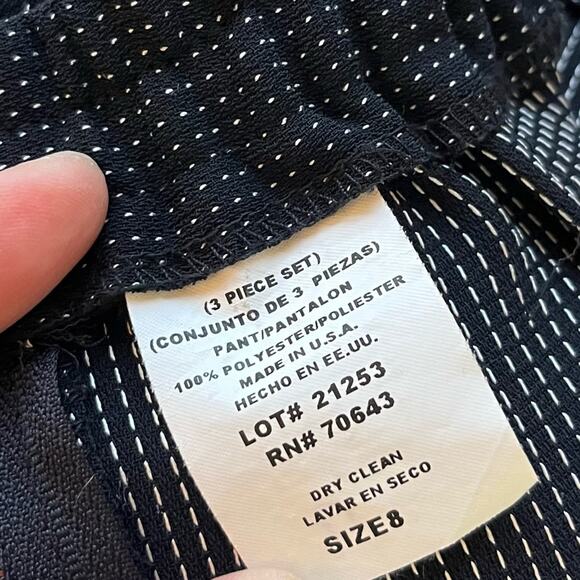 (3 PIECE SET)
(CONJUNTO DE 3 PIEZAS)
PANT/PANTALON
100% POLYESTER/POLIESTER
MADE IN U.S.A.
HECHO EN EE.UU.
LOT# 21253
RN# 70643
DRY CLEAN
LAVAR EN SECO
SIZE8